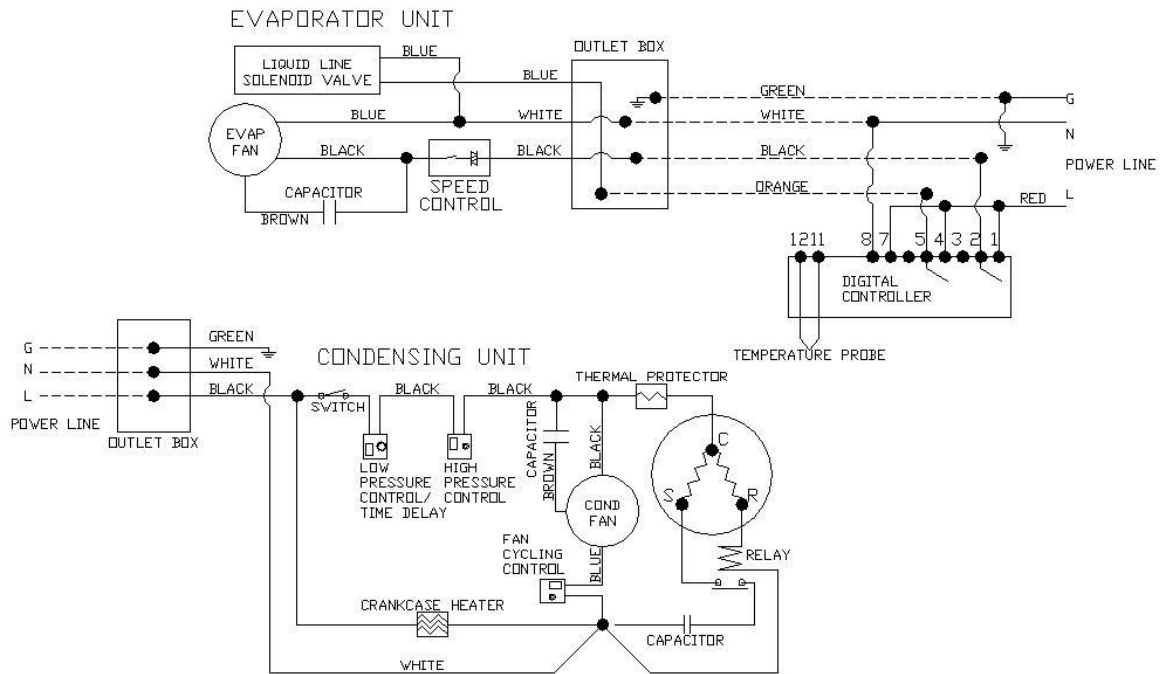 EVAPORATOR UNIT
BLUE
OUTLET BOX
LIQUID LINE
SOLENOID VALVE
BLUE
GREEN
G
BLUE
WHITE
WHITE
N
EVAP
FAN
BLACK
BLACK
BLACK
POWER LINE
SPEED
CONTROL
CAPACITOR
BROWN
ORANGE
RED
L
12 11 8 7 5 4 3 2 1
DIGITAL
CONTROLLER
TEMPERATURE PROBE
CONDENSING UNIT
G
GREEN
N
WHITE
L
BLACK
POWER LINE
OUTLET BOX
SWITCH
BLACK
BLACK
THERMAL PROTECTOR
LOW
PRESSURE
CONTROL/
TIME DELAY
HIGH
PRESSURE
CONTROL
CAPACITOR
BROWN
BLACK
COND
FAN
C
S
R
FAN
CYCLING
CONTROL
BLUE
RELAY
CRANKCASE HEATER
CAPACITOR
WHITE